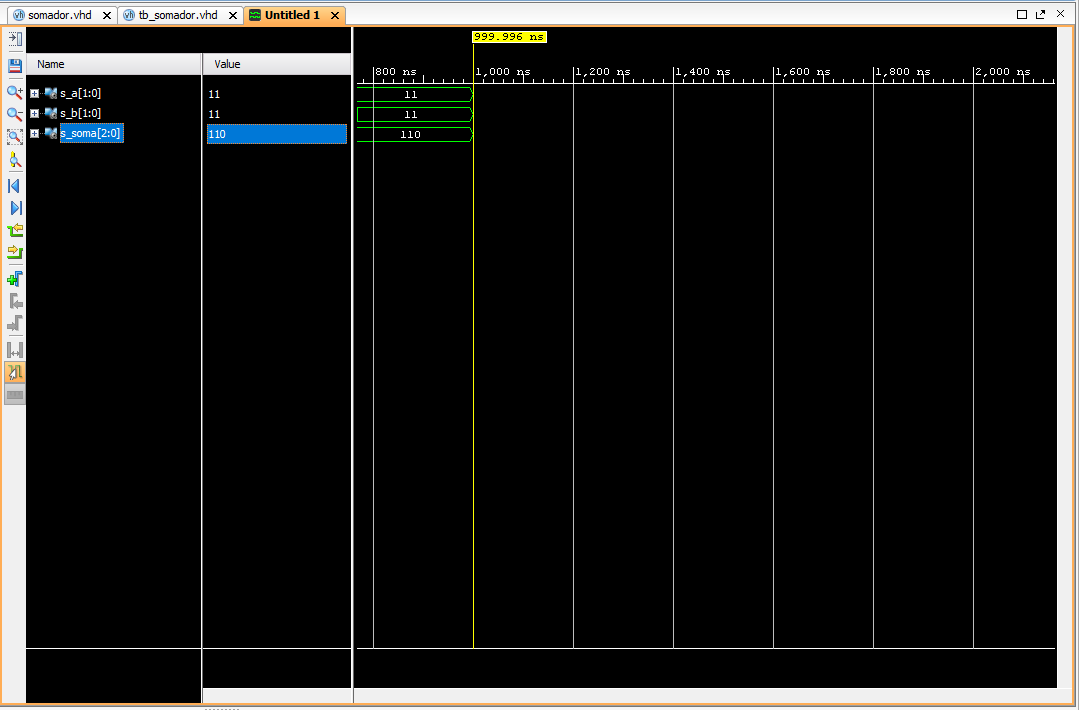 somador.vhd tb_somador.vhd Untitled 1
999.996 ns
Name Value
800 ns 1,000 ns 1,200 ns 1,400 ns 1,600 ns 1,800 ns 2,000 ns
s_a[1:0] 11 11
s_b[1:0] 11 11
s_soma[2:0] 110 110